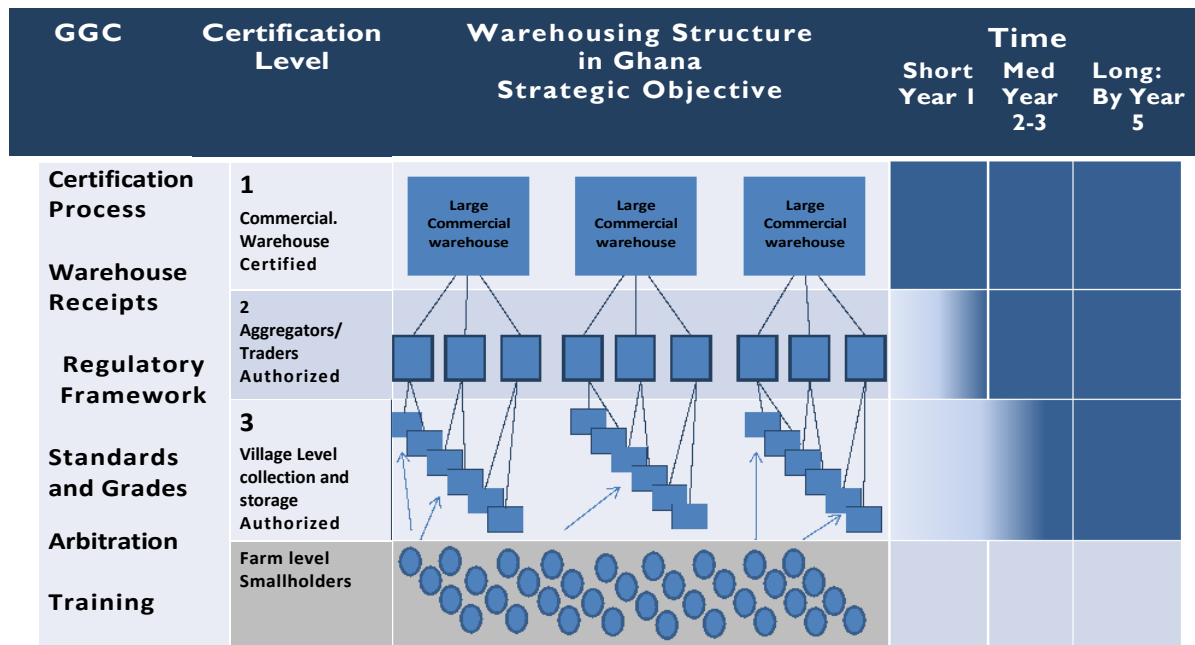 GGC
Certification
Level
Warehousing Structure
in Ghana
Strategic Objective
Time
Short
Year 1
Med
Year
2-3
Long:
By Year
5
Certification
Process
Warehouse
Receipts
Regulatory
Framework
Standards
and Grades
Arbitration
Training
1
Commercial.
Warehouse
Certified
Large
Commercial
warehouse
Large
Commercial
warehouse
Large
Commercial
warehouse
2
Aggregators/
Traders
Authorized
3
Village Level
collection and
storage
Authorized
Farm level
Smallholders